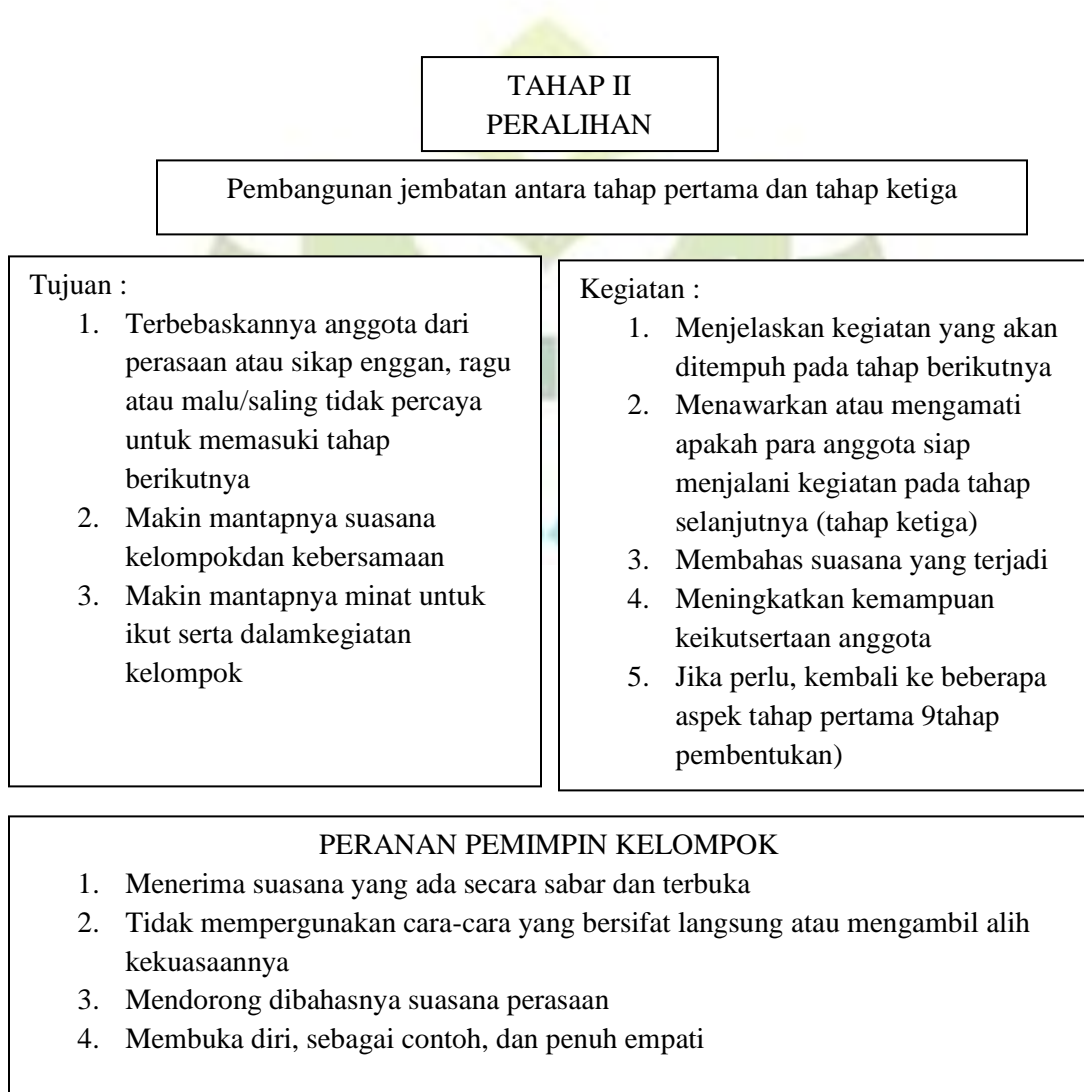 TAHAP II
PERALIHAN
Pembangunan jembatan antara tahap pertama dan tahap ketiga
Tujuan :
1. Terbebaskannya anggota dari
perasaan atau sikap enggan, ragu
atau malu/saling tidak percaya
untuk memasuki tahap
berikutnya
2. Makin mantapnya suasana
kelompokdan kebersamaan
3. Makin mantapnya minat untuk
ikut serta dalamkegiatan
kelompok
Kegiatan :
1. Menjelaskan kegiatan yang akan
ditempuh pada tahap berikutnya
2. Menawarkan atau mengamati
apakah para anggota siap
menjalani kegiatan pada tahap
selanjutnya (tahap ketiga)
3. Membahas suasana yang terjadi
4. Meningkatkan kemampuan
keikutsertaan anggota
5. Jika perlu, kembali ke beberapa
aspek tahap pertama 9tahap
pembentukan)
PERANAN PEMIMPIN KELOMPOK
1. Menerima suasana yang ada secara sabar dan terbuka
2. Tidak mempergunakan cara-cara yang bersifat langsung atau mengambil alih
kekuasaannya
3. Mendorong dibahasnya suasana perasaan
4. Membuka diri, sebagai contoh, dan penuh empati